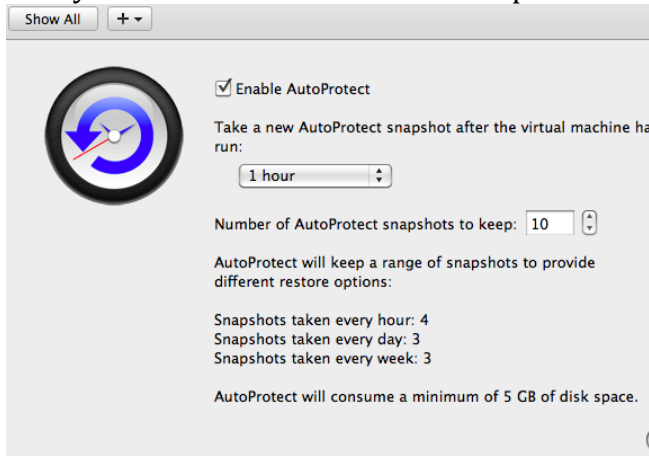 Show All + ▾
Enable AutoProtect
Take a new AutoProtect snapshot after the virtual machine ha
run:
1 hour
Number of AutoProtect snapshots to keep: 10
AutoProtect will keep a range of snapshots to provide
different restore options:
Snapshots taken every hour: 4
Snapshots taken every day: 3
Snapshots taken every week: 3
AutoProtect will consume a minimum of 5 GB of disk space.